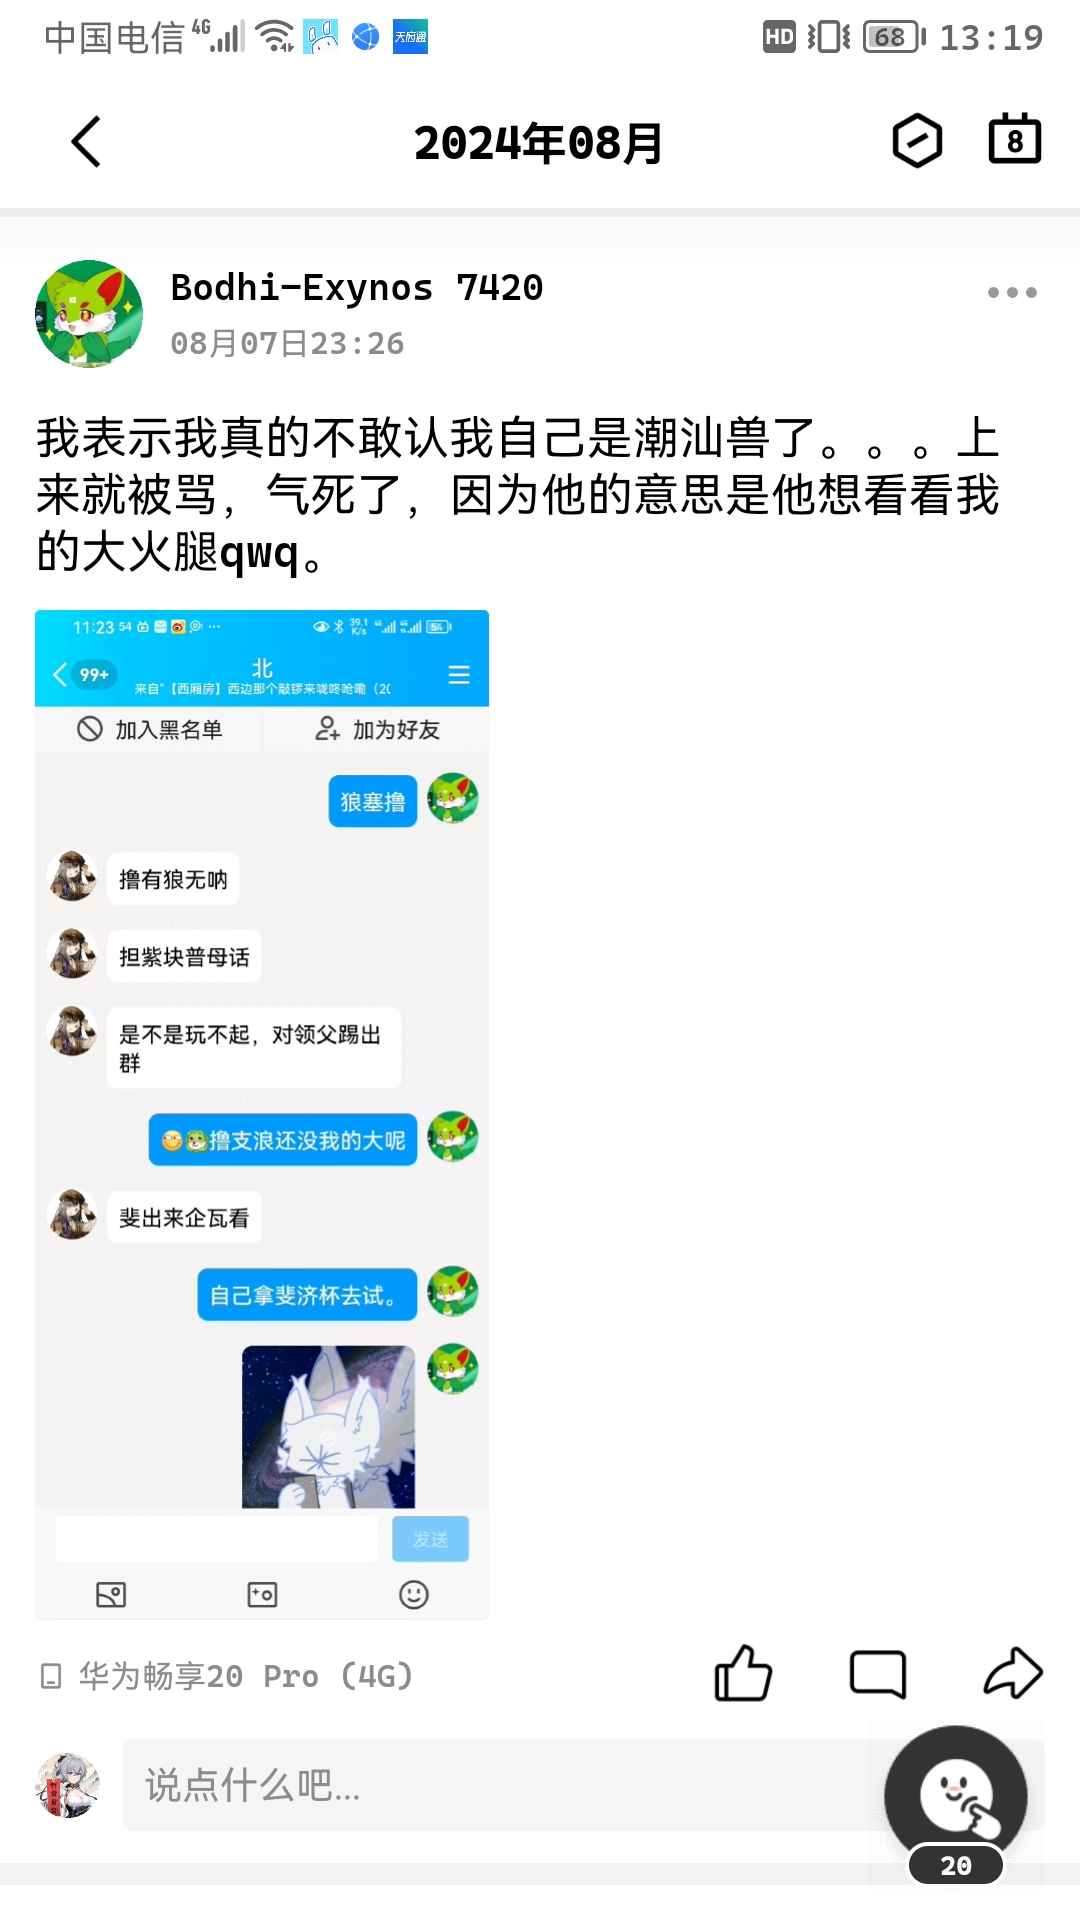 中国电信 4G HD 68 13:19
天府通
2024年08月
8
Bodhi-Exynos 7420
08月07日23:26
我表示我真的不敢认我自己是潮汕兽了。。。上
来就被骂，气死了，因为他的意思是他想看看我
的大火腿qwq。
11:23 54 39.1 K/s 54
99+
北
来自"【西厢房】西边那个敲锣来咙咚呛嘞（20
加入黑名单 加为好友
狼塞撸
撸有狼无呐
担紫块普母话
是不是玩不起，对领父踢出
群
撸支浪还没我的大呢
斐出来企瓦看
自己拿斐济杯去试。
发送
华为畅享20 Pro (4G)
说点什么吧...
20